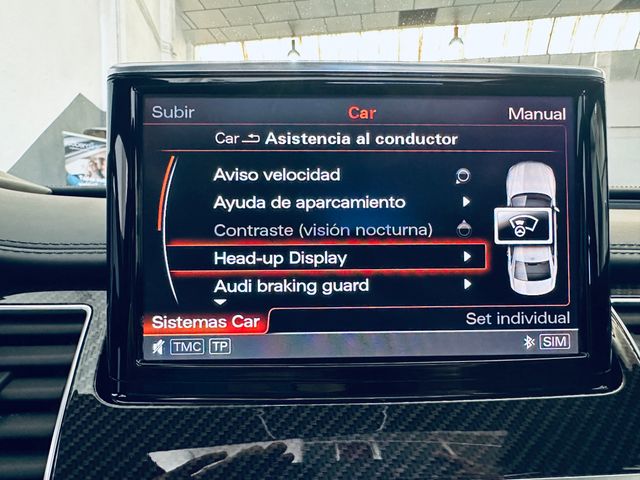 Subir Car Manual
Car Asistencia al conductor
Aviso velocidad
Ayuda de aparcamiento
Contraste (visión nocturna)
Head-up Display
Audi braking guard
Sistemas Car Set individual
TMC TP SIM